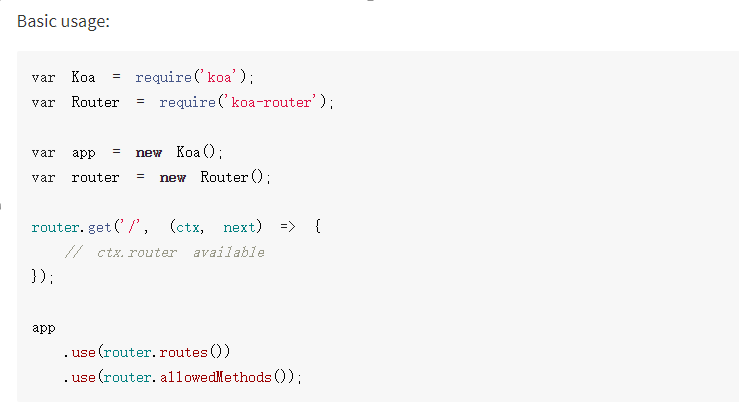 Basic usage:
var Koa = require('koa');
var Router = require('koa-router');
var app = new Koa();
var router = new Router();
router.get('/', (ctx, next) => {
// ctx.router available
});
app
.use(router.routes())
.use(router.allowedMethods());